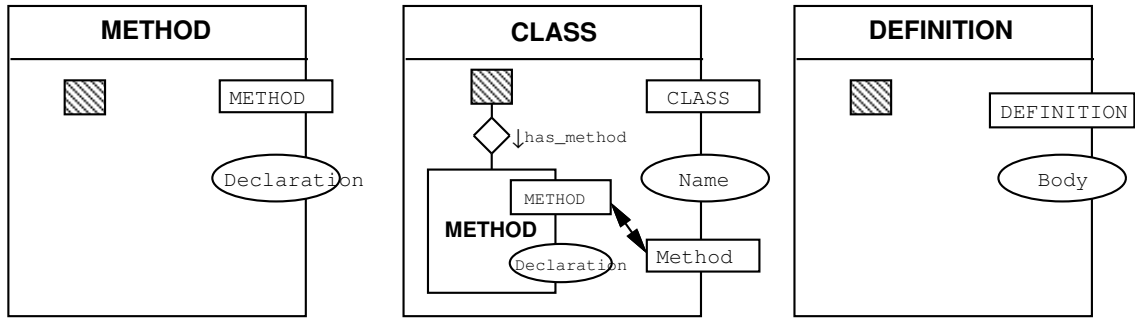 METHOD
METHOD
Declaration
CLASS
CLASS
↓has_method
Name
METHOD
METHOD
Declaration
Method
DEFINITION
DEFINITION
Body